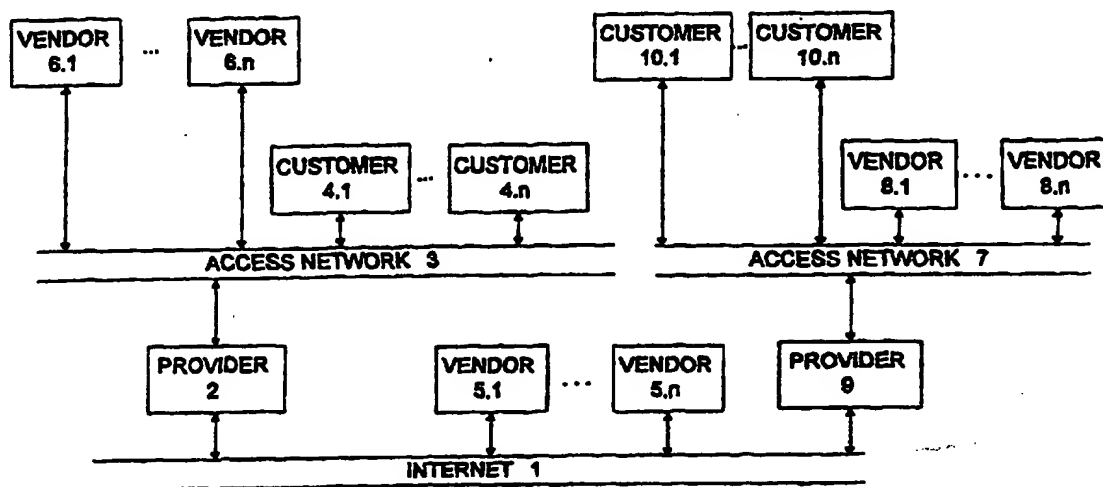 VENDOR
6.1
...
VENDOR
6.n
CUSTOMER
10.1
...
CUSTOMER
10.n
CUSTOMER
4.1
...
CUSTOMER
4.n
VENDOR
8.1
...
VENDOR
8.n
ACCESS NETWORK 3
ACCESS NETWORK 7
PROVIDER
2
VENDOR
5.1
...
VENDOR
5.n
PROVIDER
9
INTERNET 1